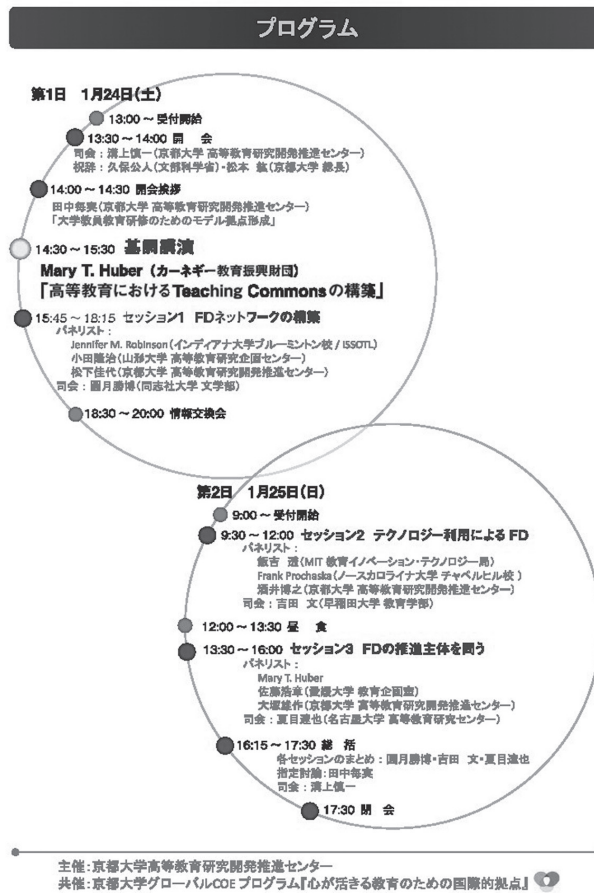 プログラム
第1日　1月24日(土)
13:00 ～ 受付開始
13:30 ～ 14:00 開　会
司会：溝上慎一(京都大学 高等教育研究開発推進センター)
祝辞：久保公人(文部科学省)・松本　紘(京都大学 総長)
14:00 ～ 14:30 開会挨拶
田中毎実(京都大学 高等教育研究開発推進センター)
「大学教員教育研修のためのモデル拠点形成」
14:30 ～ 15:30 基調講演
Mary T. Huber（カーネギー教育振興財団）
「高等教育におけるTeaching Commonsの構築」
15:45 ～ 18:15 セッション1　FDネットワークの構築
パネリスト：
Jennifer M. Robinson(インディアナ大学ブルーミントン校 / ISSOTL)
小田隆治(山形大学 高等教育研究企画センター)
松下佳代(京都大学 高等教育研究開発推進センター)
司会：圓月勝博(同志社大学 文学部)
18:30 ～ 20:00 情報交換会
第2日　1月25日(日)
9:00 ～ 受付開始
9:30 ～ 12:00 セッション2　テクノロジー利用による FD
パネリスト：
飯吉　透(MIT 教育イノベーション・テクノロジー局)
Frank Prochaska(ノースカロライナ大学 チャペルヒル校 )
酒井博之(京都大学 高等教育研究開発推進センター)
司会：吉田　文(早稲田大学 教育学部)
12:00 ～ 13:30 昼　食
13:30 ～ 16:00 セッション3　FDの推進主体を問う
パネリスト：
Mary T. Huber
佐藤浩章(愛媛大学 教育企画室)
大塚雄作(京都大学 高等教育研究開発推進センター)
司会：夏目達也(名古屋大学 高等教育研究センター)
16:15 ～ 17:30 総　括
各セッションのまとめ：圓月勝博・吉田　文・夏目達也
指定討論：田中毎実
司会：溝上慎一
17:30 閉　会
主催：京都大学高等教育研究開発推進センター
共催：京都大学グローバルCOE プログラム『心が活きる教育のための国際的拠点』